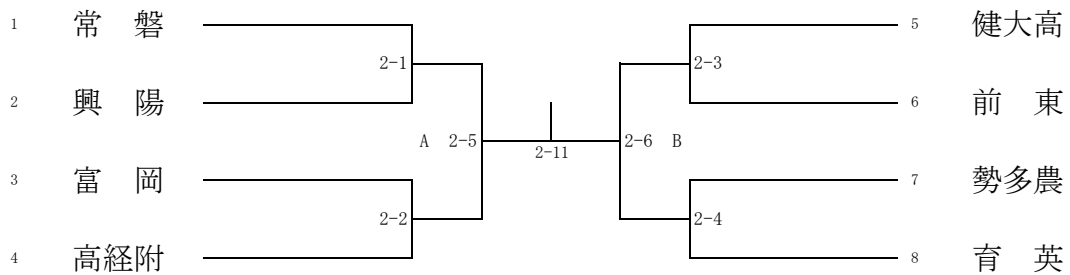 1 常 磐 5 健大高
2-1 2-3
2 興 陽 6 前 東
A 2-5 2-6 B
2-11
3 富 岡 7 勢多農
2-2 2-4
4 高経附 8 育 英